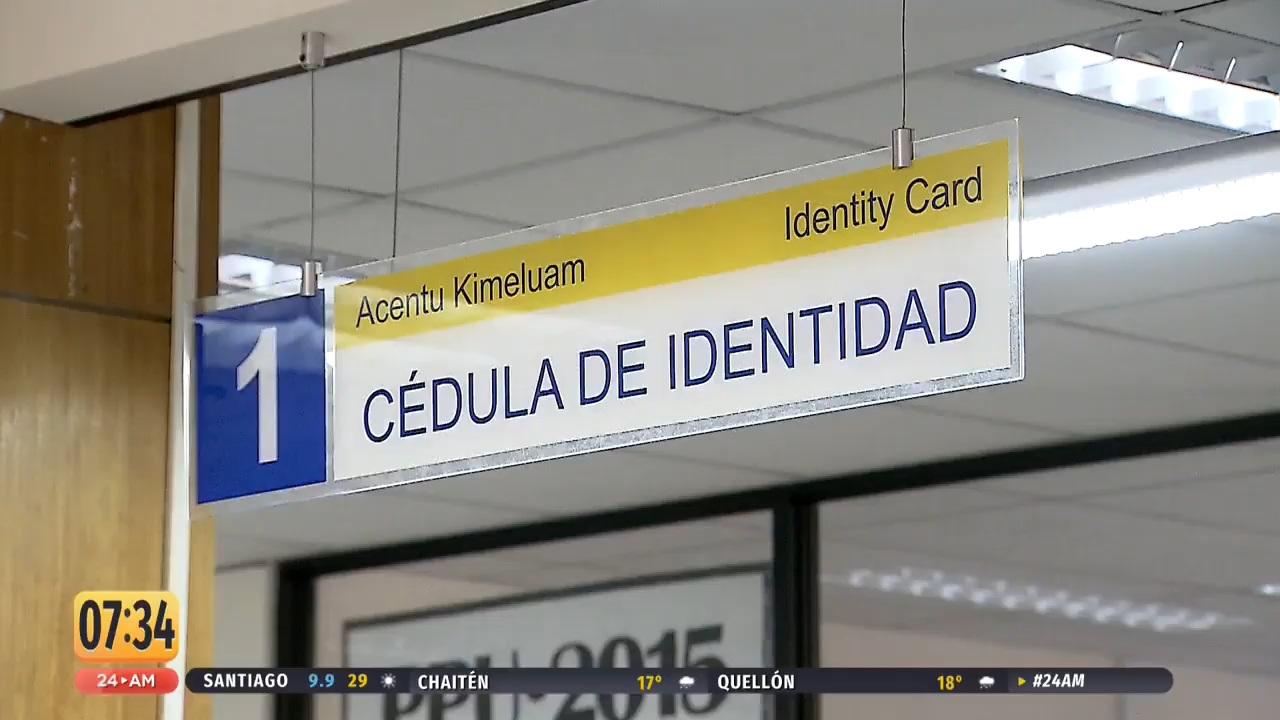 Identity Card
Acentu Kimeluam
1
CÉDULA DE IDENTIDAD
2015
07:34
24▸AM
SANTIAGO 9.9 29 CHAITÉN 17° QUELLÓN 18° ▸ #24AM